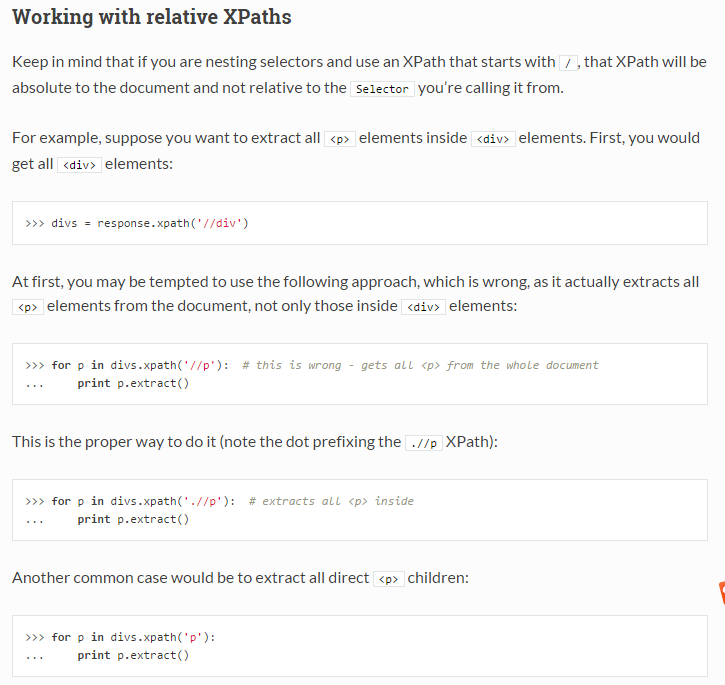 Working with relative XPaths
Keep in mind that if you are nesting selectors and use an XPath that starts with / , that XPath will be
absolute to the document and not relative to the Selector you’re calling it from.
For example, suppose you want to extract all <p> elements inside <div> elements. First, you would
get all <div> elements:
>>> divs = response.xpath('//div')
At first, you may be tempted to use the following approach, which is wrong, as it actually extracts all
<p> elements from the document, not only those inside <div> elements:
>>> for p in divs.xpath('//p'):  # this is wrong - gets all <p> from the whole document
...     print p.extract()
This is the proper way to do it (note the dot prefixing the .//p XPath):
>>> for p in divs.xpath('.//p'):  # extracts all <p> inside
...     print p.extract()
Another common case would be to extract all direct <p> children:
>>> for p in divs.xpath('p'):
...     print p.extract()